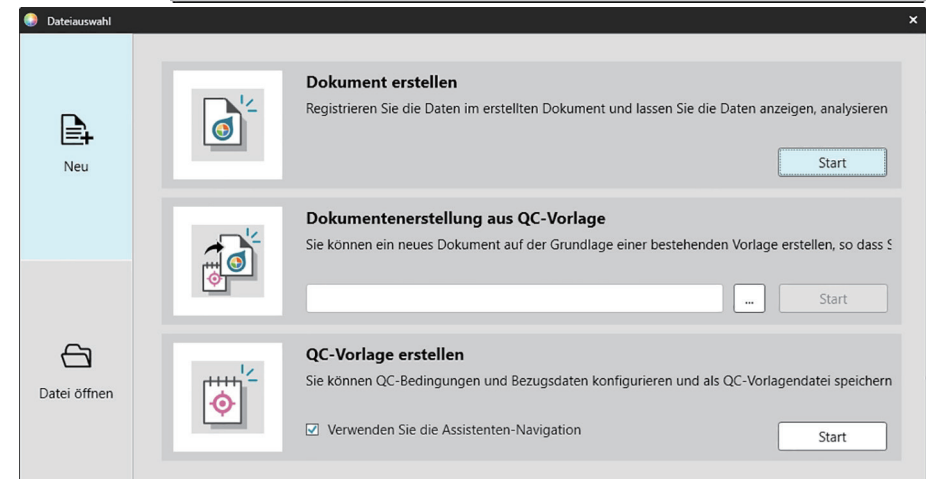 Dateiauswahl
Neu
Datei öffnen
Dokument erstellen
Registrieren Sie die Daten im erstellten Dokument und lassen Sie die Daten anzeigen, analysieren
Start
Dokumentenerstellung aus QC-Vorlage
Sie können ein neues Dokument auf der Grundlage einer bestehenden Vorlage erstellen, so dass
...
Start
QC-Vorlage erstellen
Sie können QC-Bedingungen und Bezugsdaten konfigurieren und als QC-Vorlagendatei speichern
Verwenden Sie die Assistenten-Navigation
Start